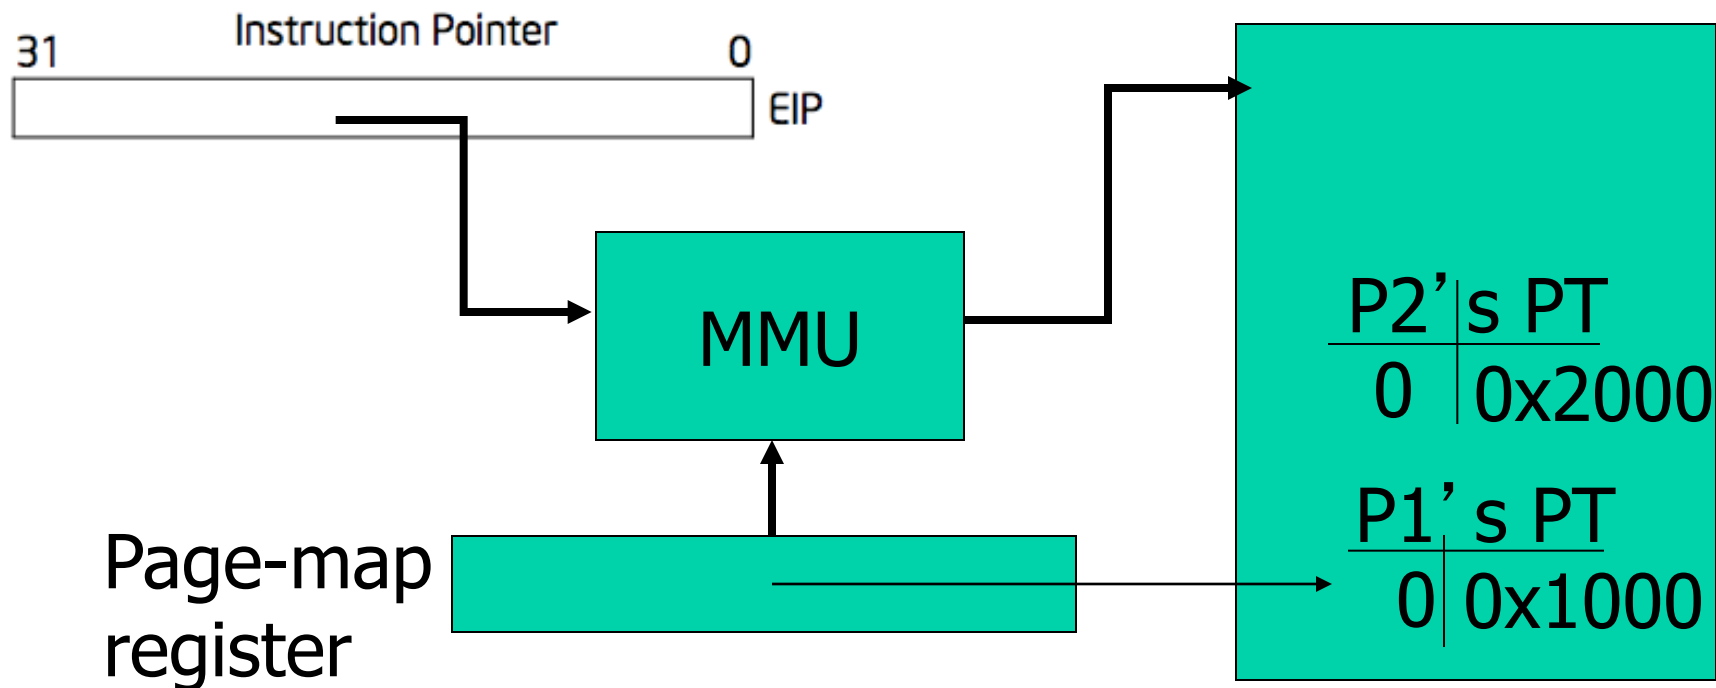 Instruction Pointer
31 0
EIP
MMU
P2's PT
0 0x2000
P1's PT
0 0x1000
Page-map
register